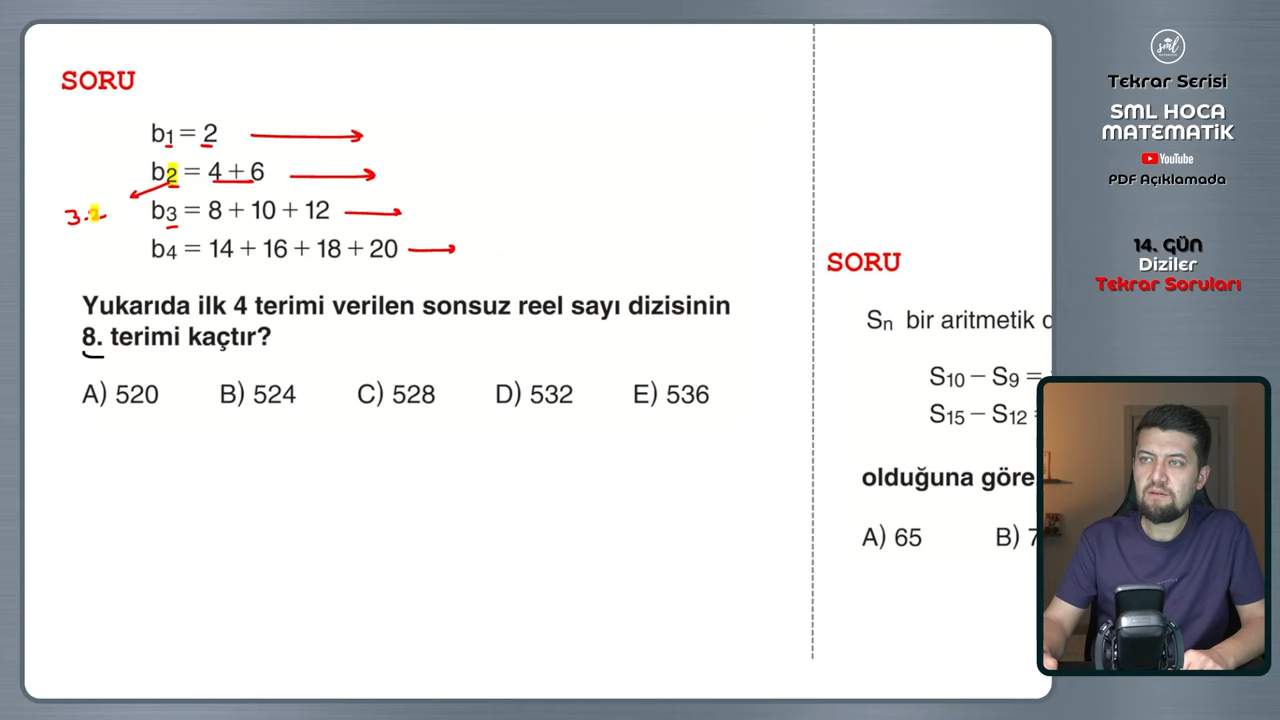 SORU
b1 = 2
b2 = 4 + 6
3.2
b3 = 8 + 10 + 12
b4 = 14 + 16 + 18 + 20
Yukarıda ilk 4 terimi verilen sonsuz reel sayı dizisinin
8. terimi kaçtır?
A) 520 B) 524 C) 528 D) 532 E) 536
SORU
Sn bir aritmetik
S10 − S9 =
S15 − S12
olduğuna göre
A) 65 B) 7
sml
Tekrar Serisi
SML HOCA
MATEMATİK
YouTube
PDF Açıklamada
14. GÜN
Diziler
Tekrar Soruları